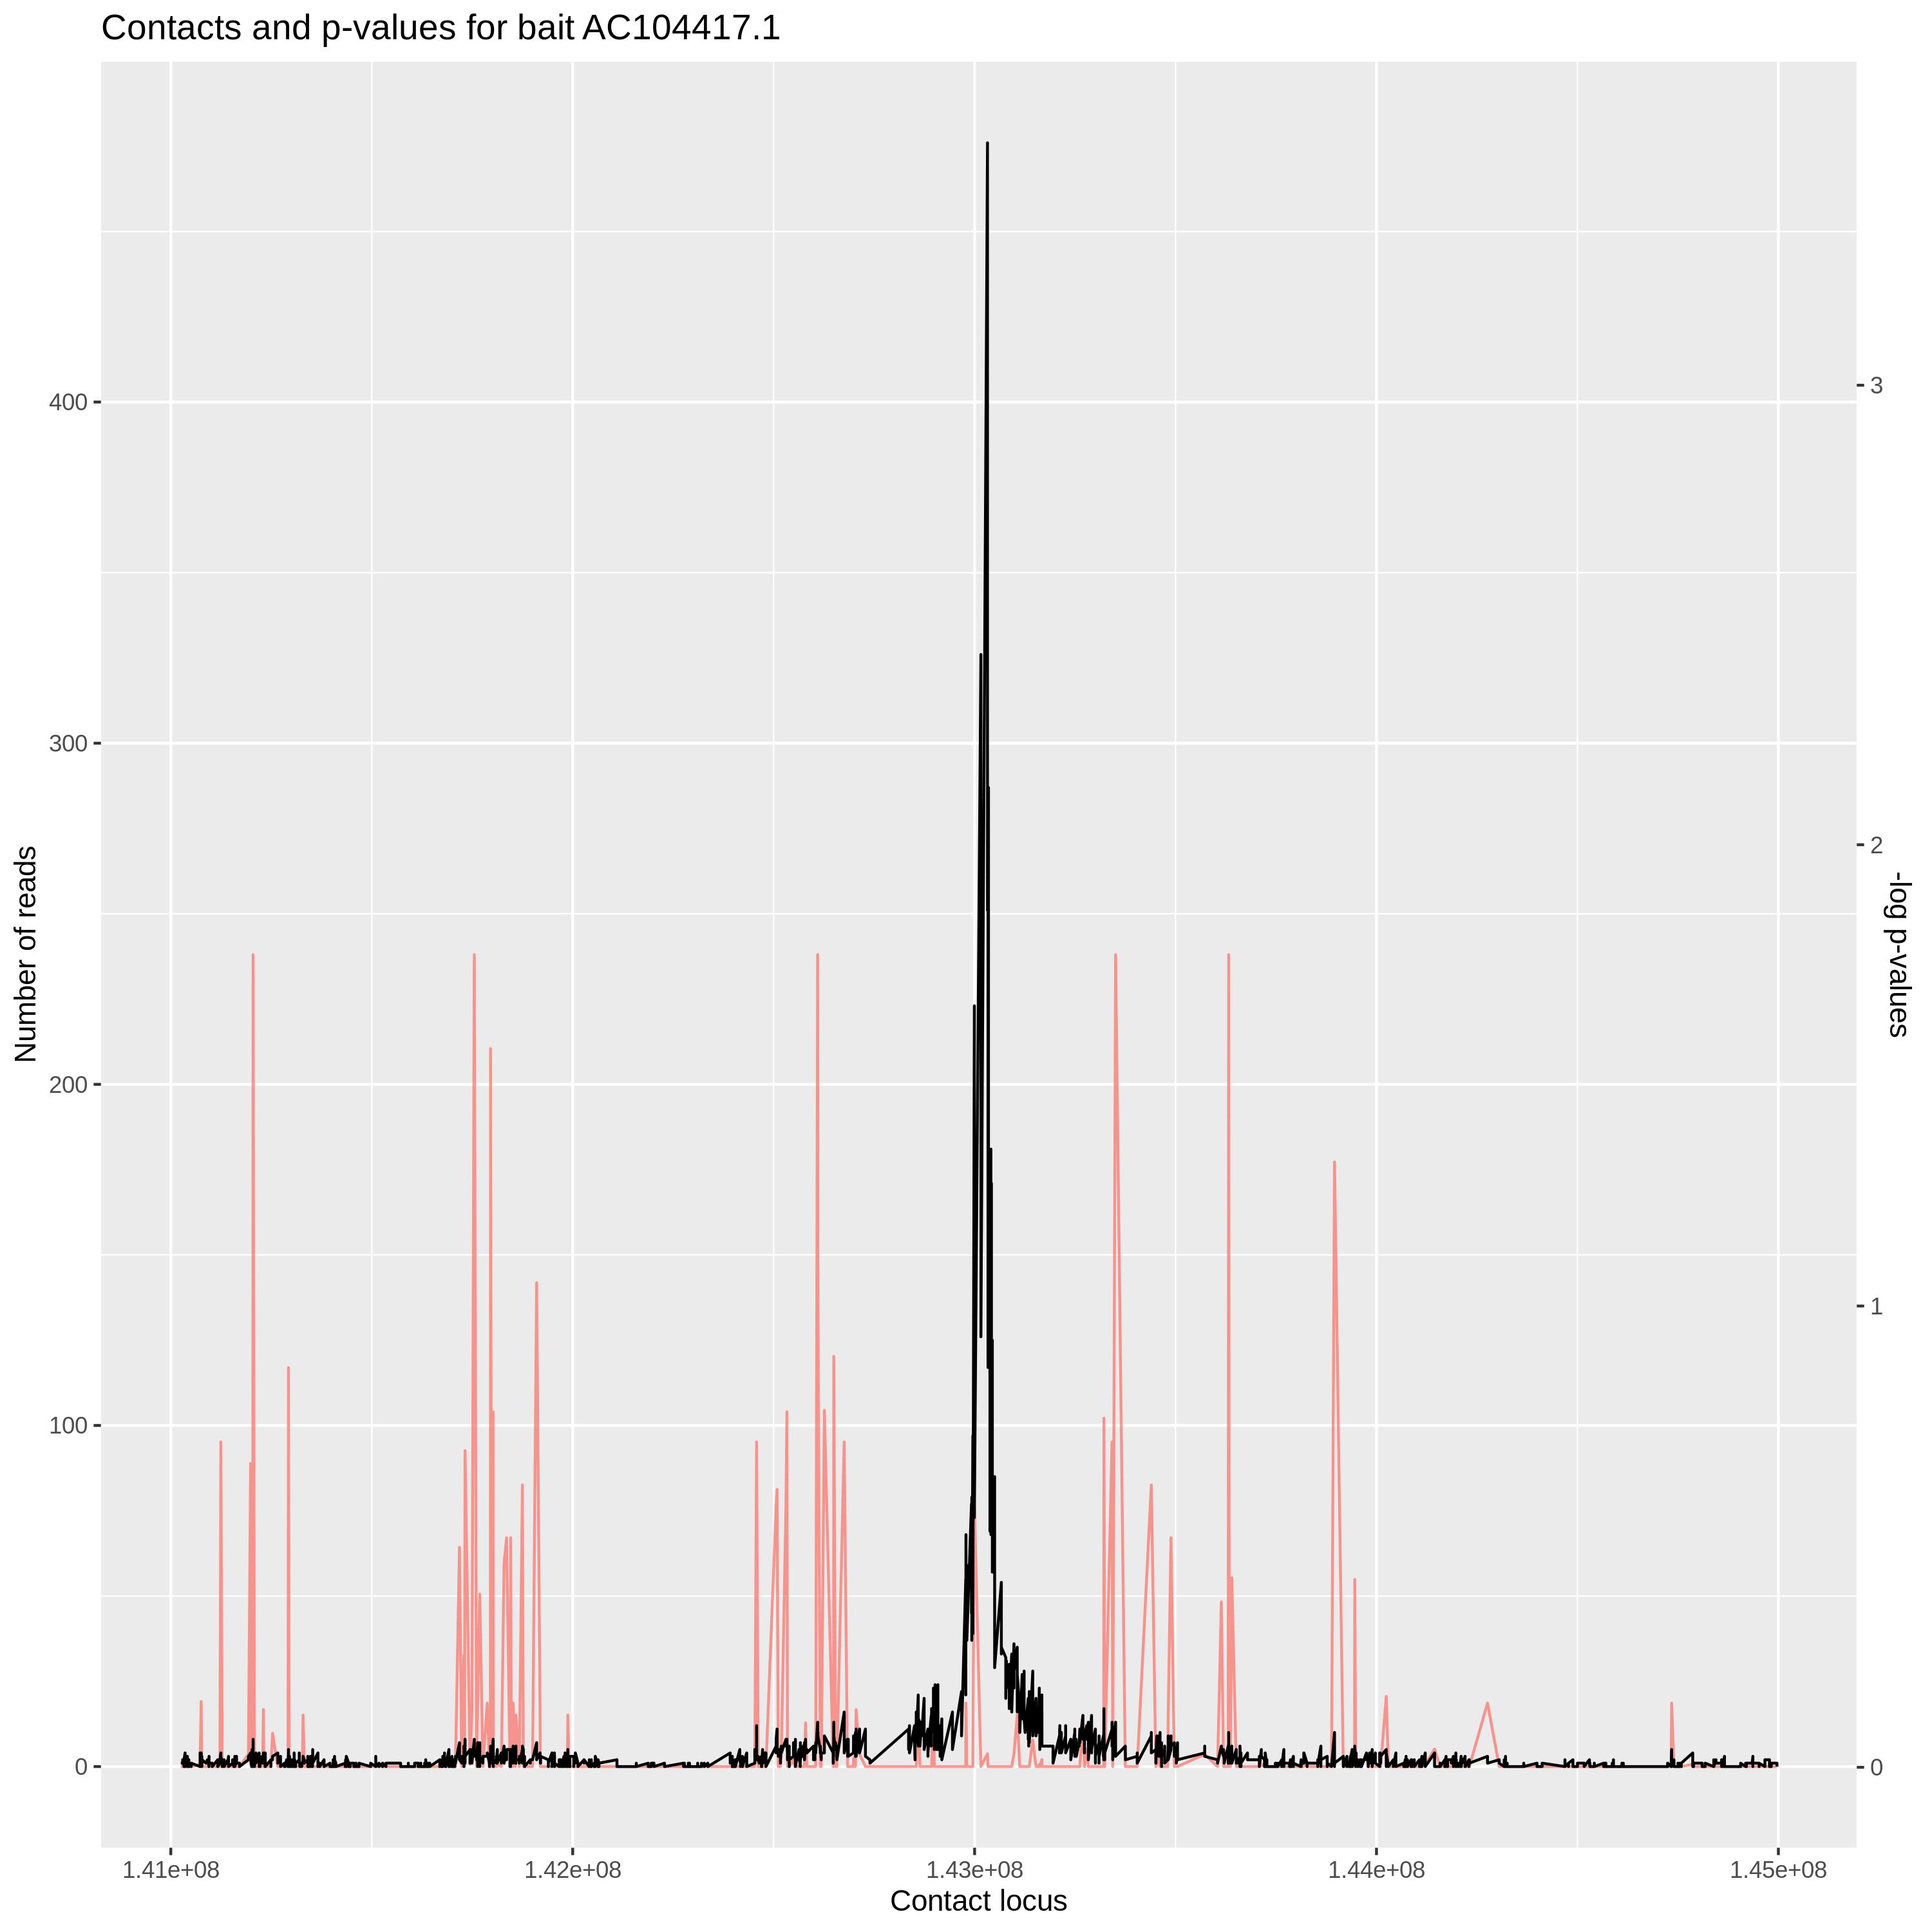 Contacts and p-values for bait AC104417.1
Number of reads
400
300
200
100
0
3
2
1
0
-log p-values
1.41e+08
1.42e+08
1.43e+08
1.44e+08
1.45e+08
Contact locus